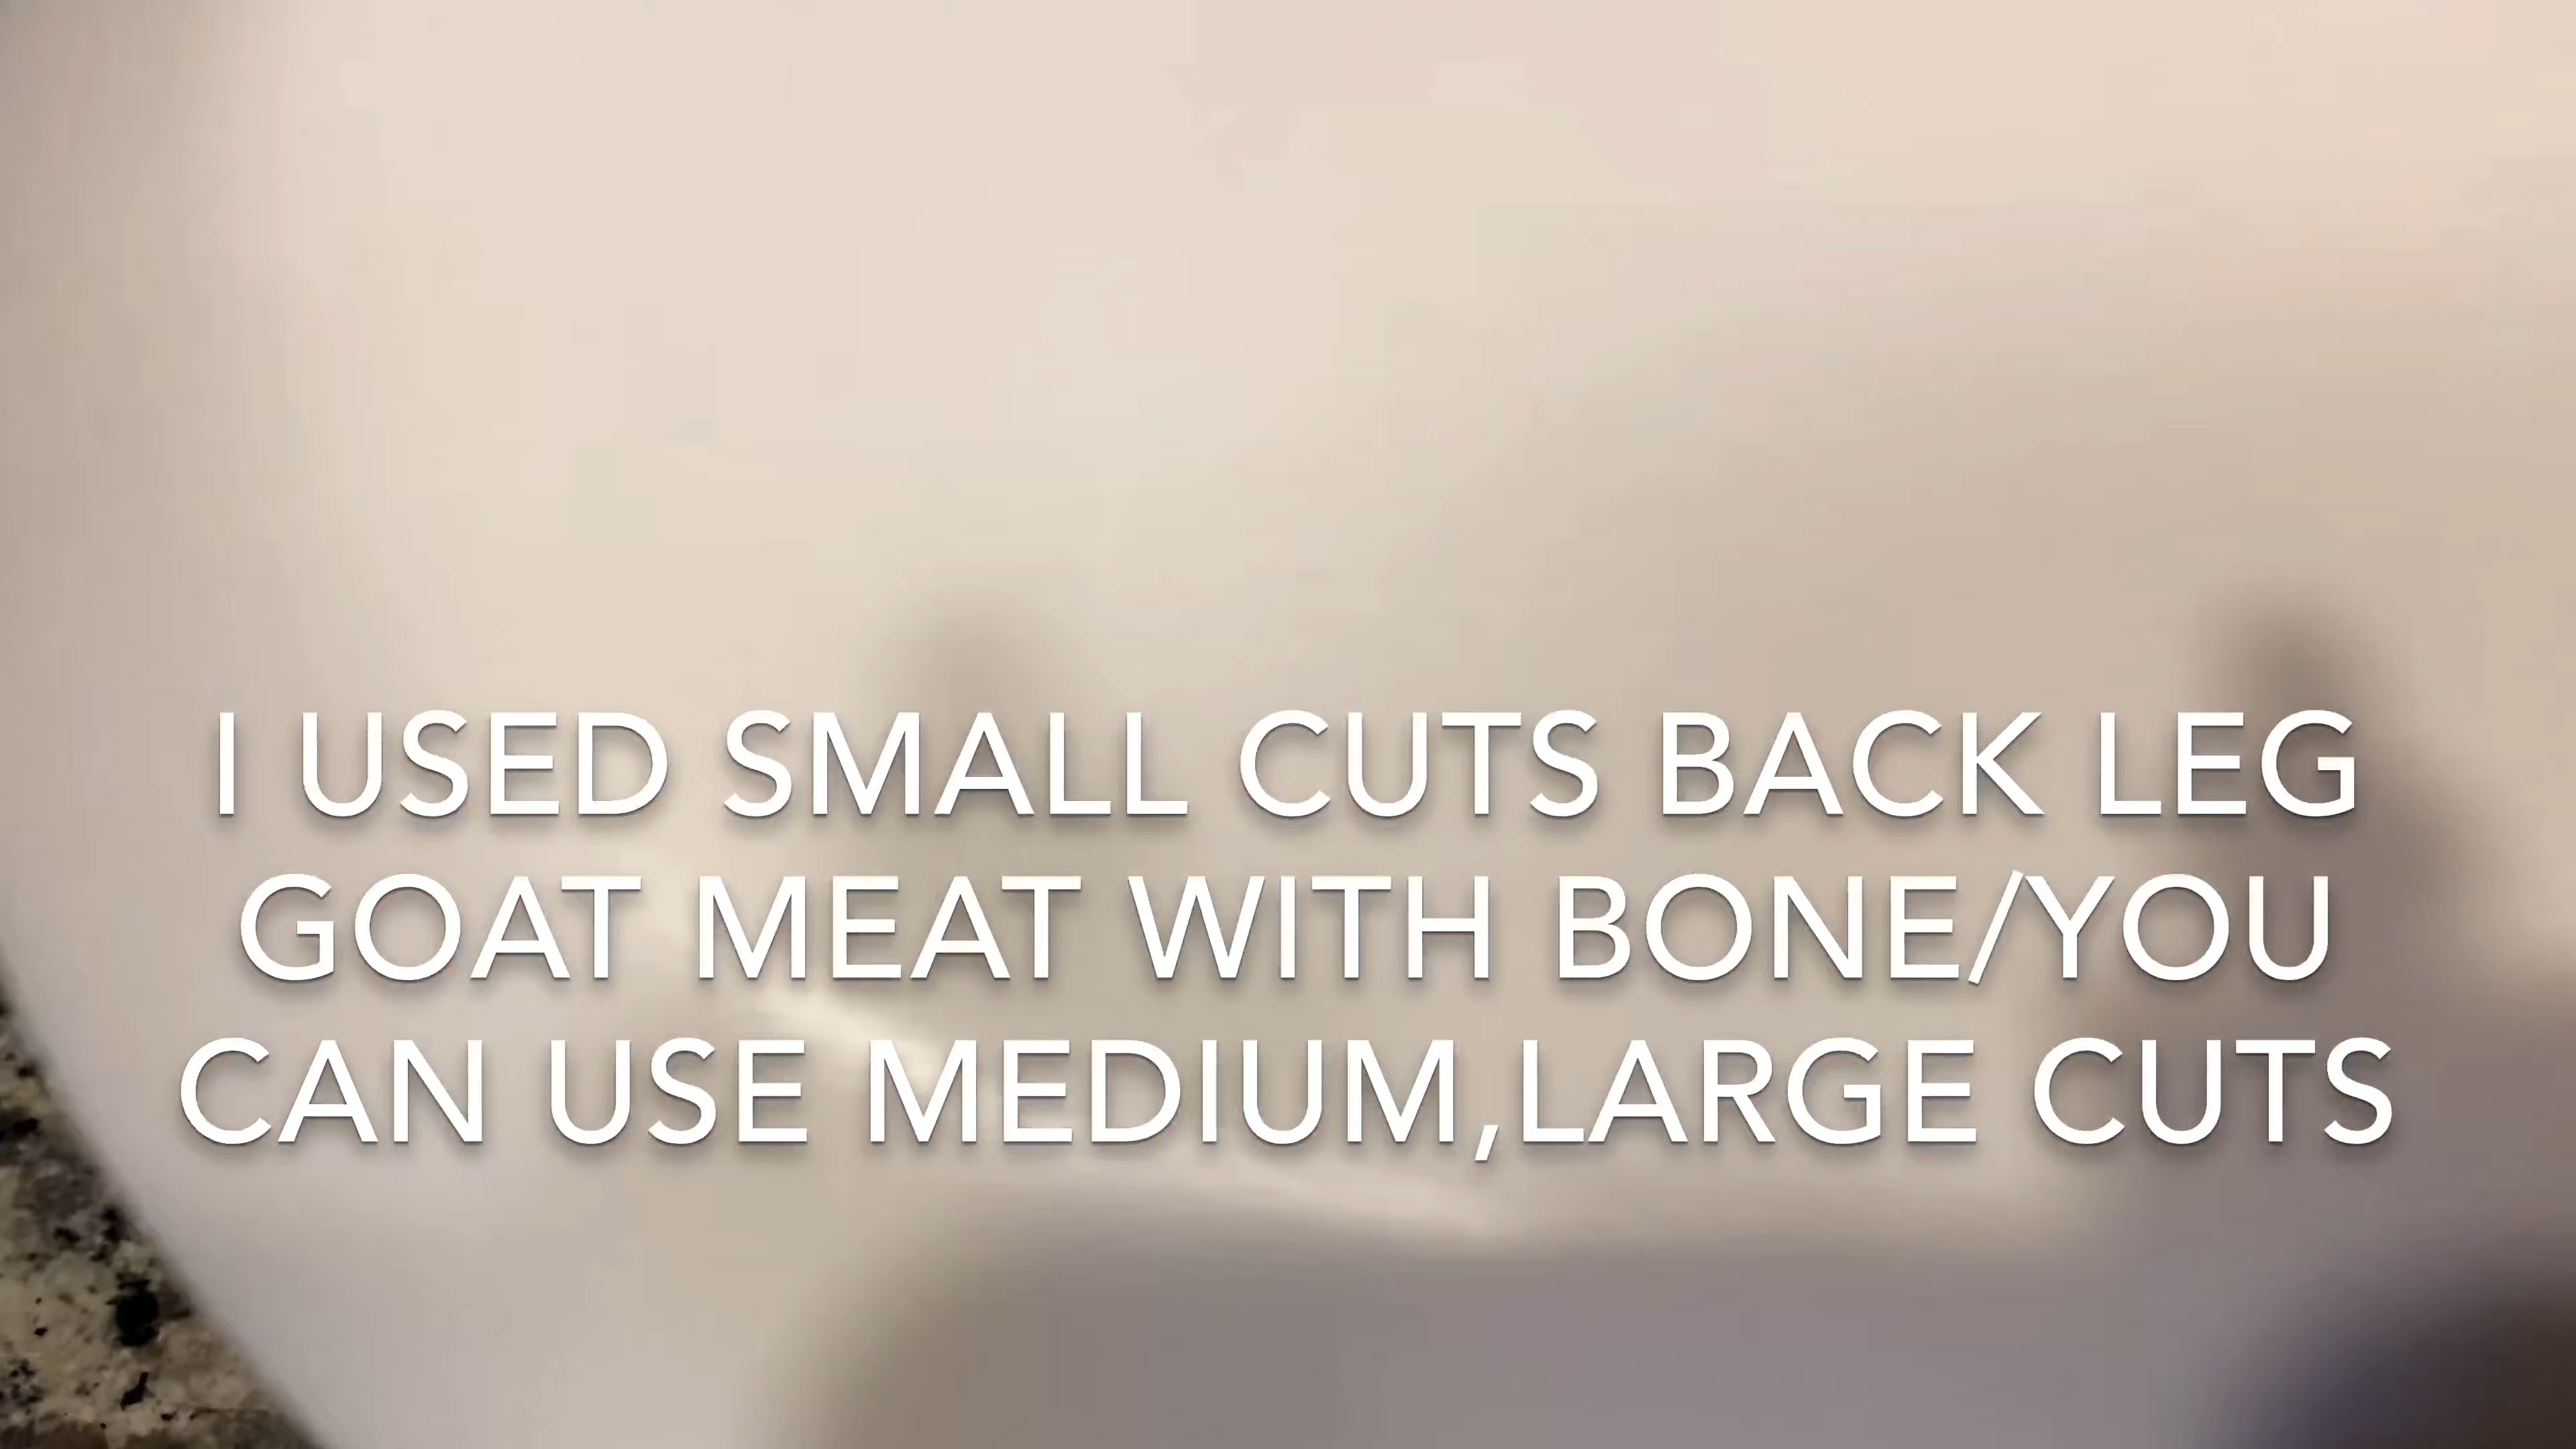 I USED SMALL CUTS BACK LEG
GOAT MEAT WITH BONE/YOU
CAN USE MEDIUM,LARGE CUTS